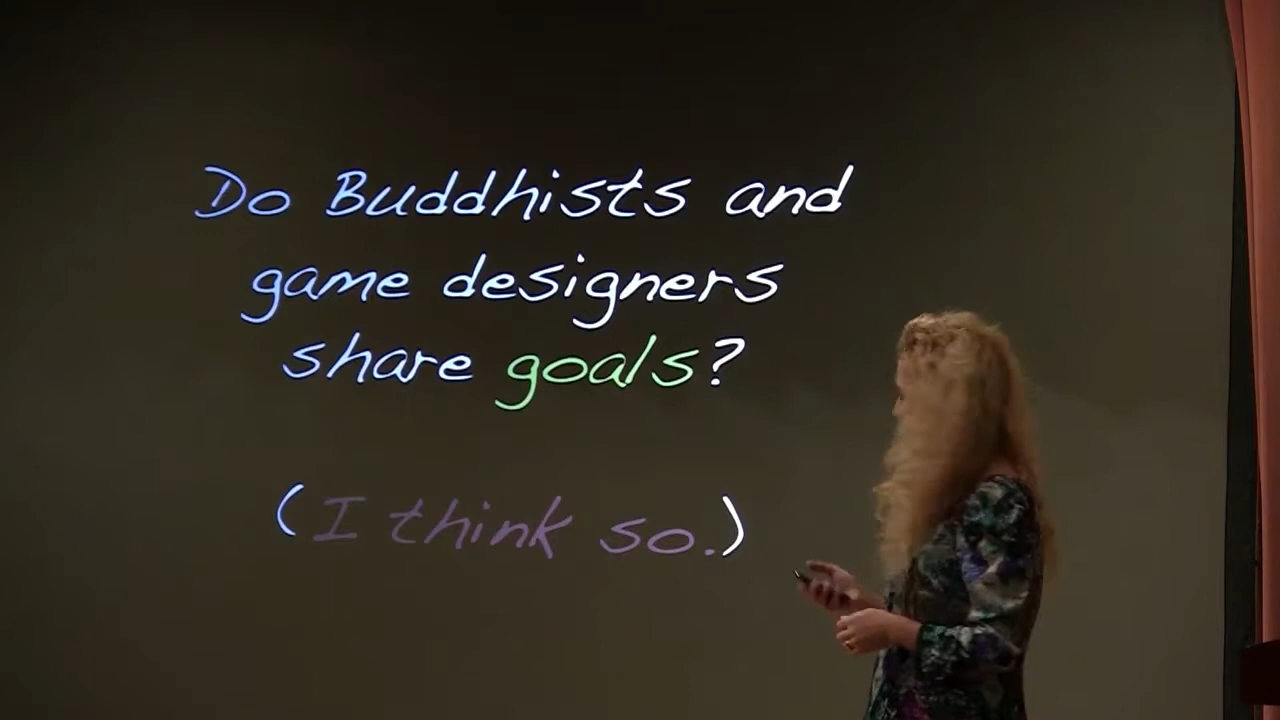 Do Buddhists and
game designers
share goals?
(I think so.)